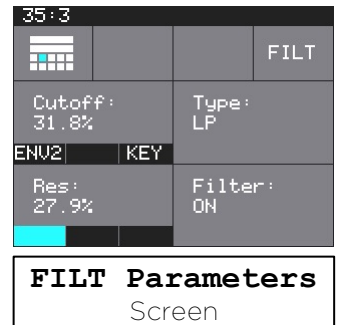 35:3
FILT
Cutoff: Type:
31.8% LP
ENV2 KEY
Res: Filter:
27.9% ON
FILT Parameters
Screen